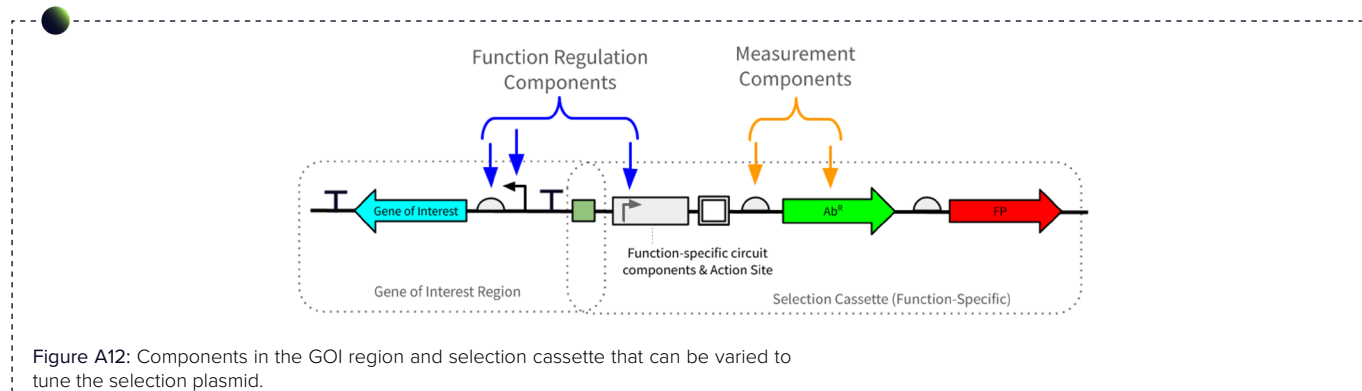 Function Regulation
Components
Measurement
Components
Gene of Interest
Ab^R
FP
Function-specific circuit
components & Action Site
Gene of Interest Region
Selection Cassette (Function-Specific)
Figure A12: Components in the GOI region and selection cassette that can be varied to
tune the selection plasmid.